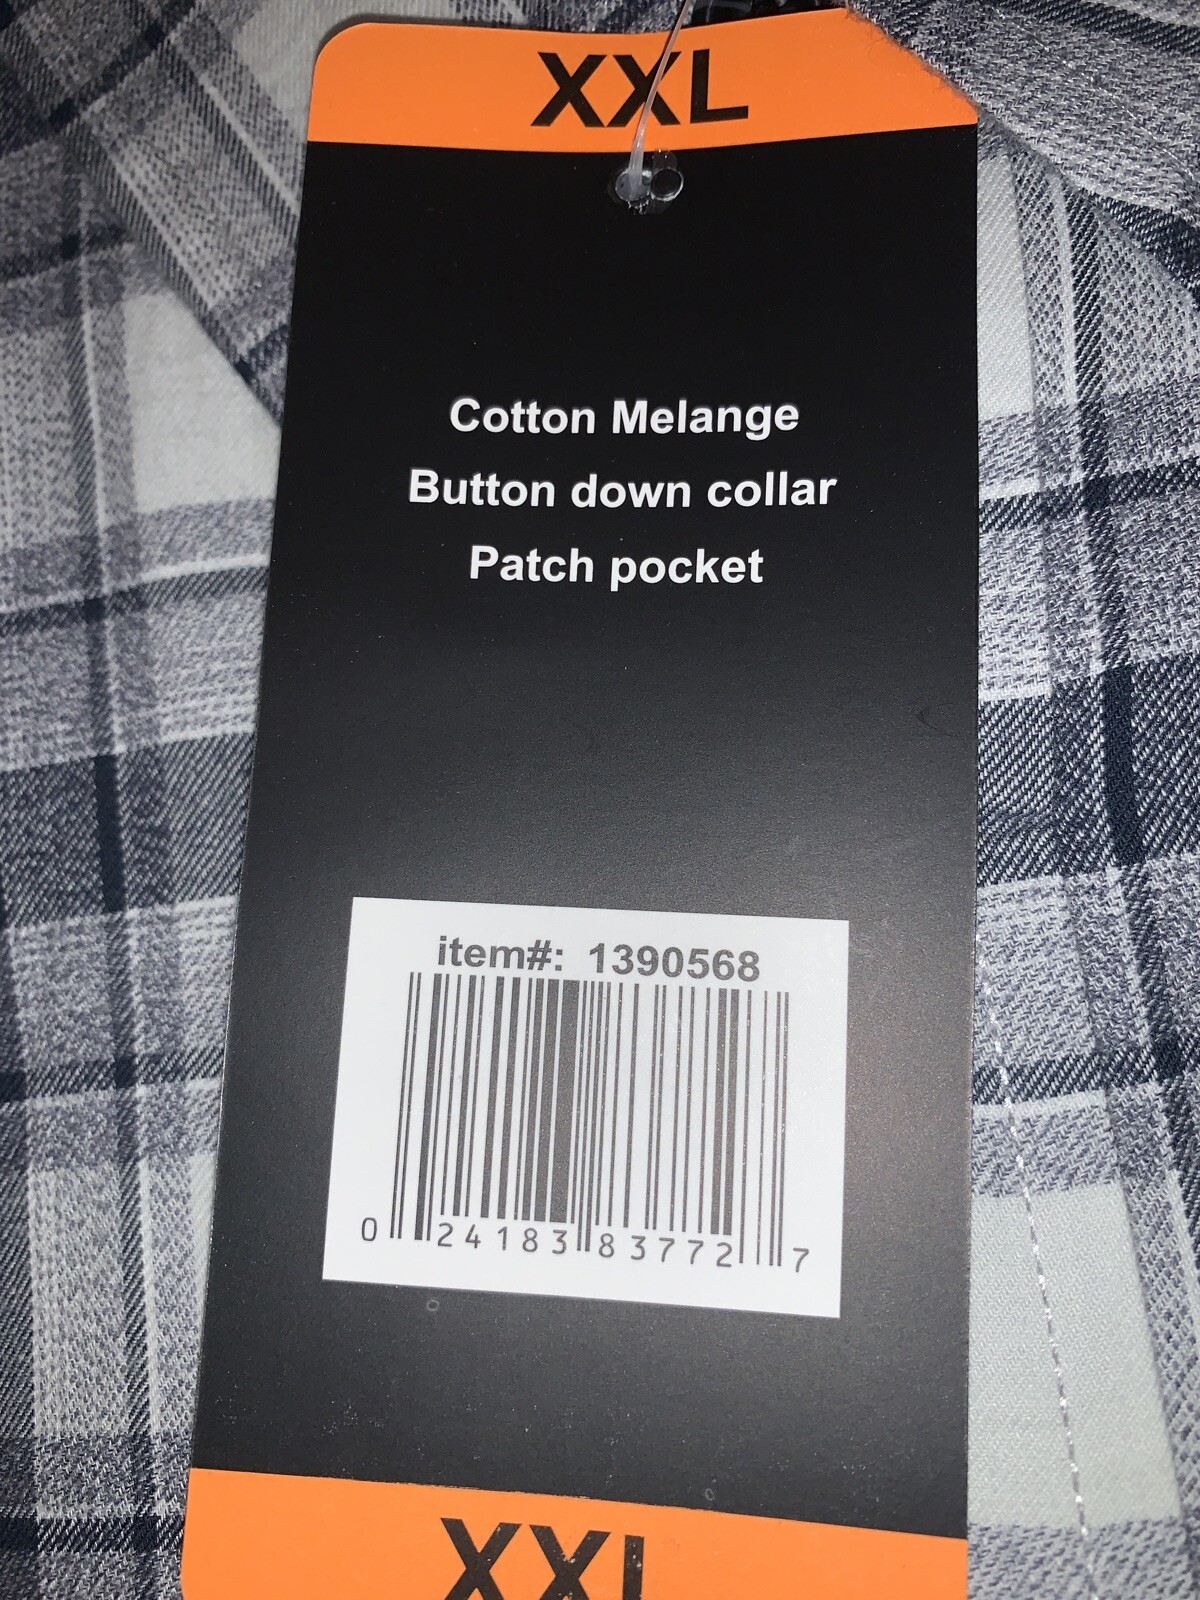 XXL
Cotton Melange
Button down collar
Patch pocket
item#: 1390568
0 24183 83772 7
XXL